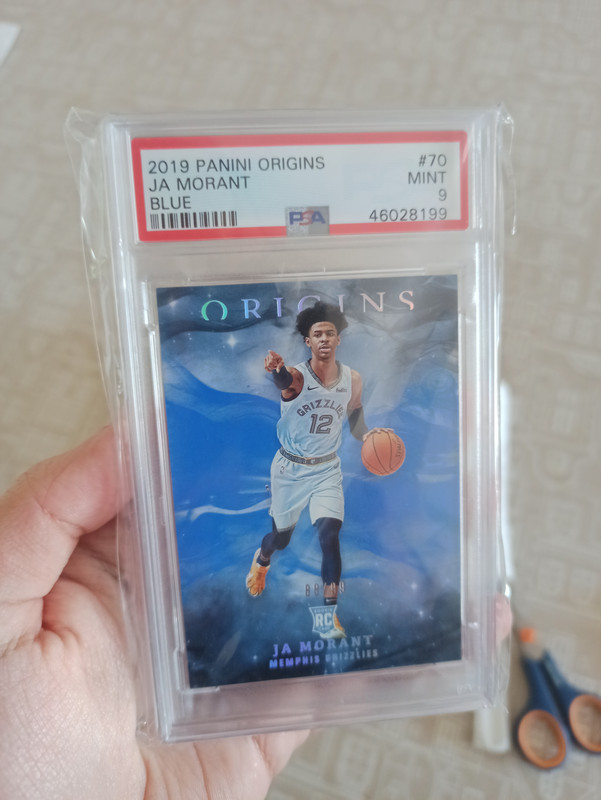 2019 PANINI ORIGINS #70
JA MORANT MINT
BLUE 9
PSA 46028199
ORIGINS
GRIZZLIES
12
RC
JA MORANT
MEMPHIS GRIZZLIES